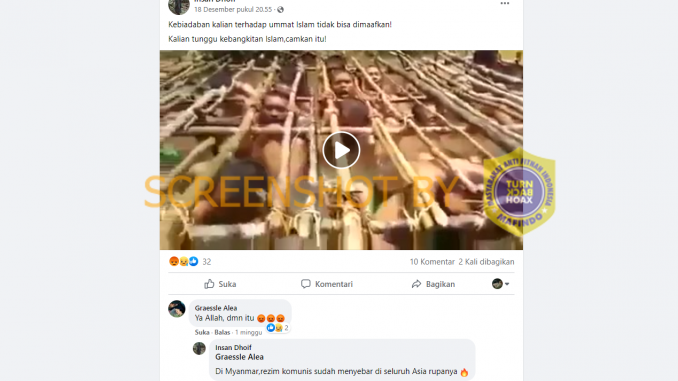 Insan Dhoif
18 Desember pukul 20.55 ·
Kebiadaban kalian terhadap ummat Islam tidak bisa dimaafkan!
Kalian tunggu kebangkitan Islam,camkan itu!
SCREENSHOT BY
MASYARAKAT ANTI FITNAH INDONESIA
TURN
BACK
HOAX
MAFINDO
32
10 Komentar 2 Kali dibagikan
Suka
Komentari
Bagikan
Graessle Alea
Ya Allah, dmn itu
2
Suka · Balas · 1 minggu
Insan Dhoif
Graessle Alea
Di Myanmar,rezim komunis sudah menyebar di seluruh Asia rupanya